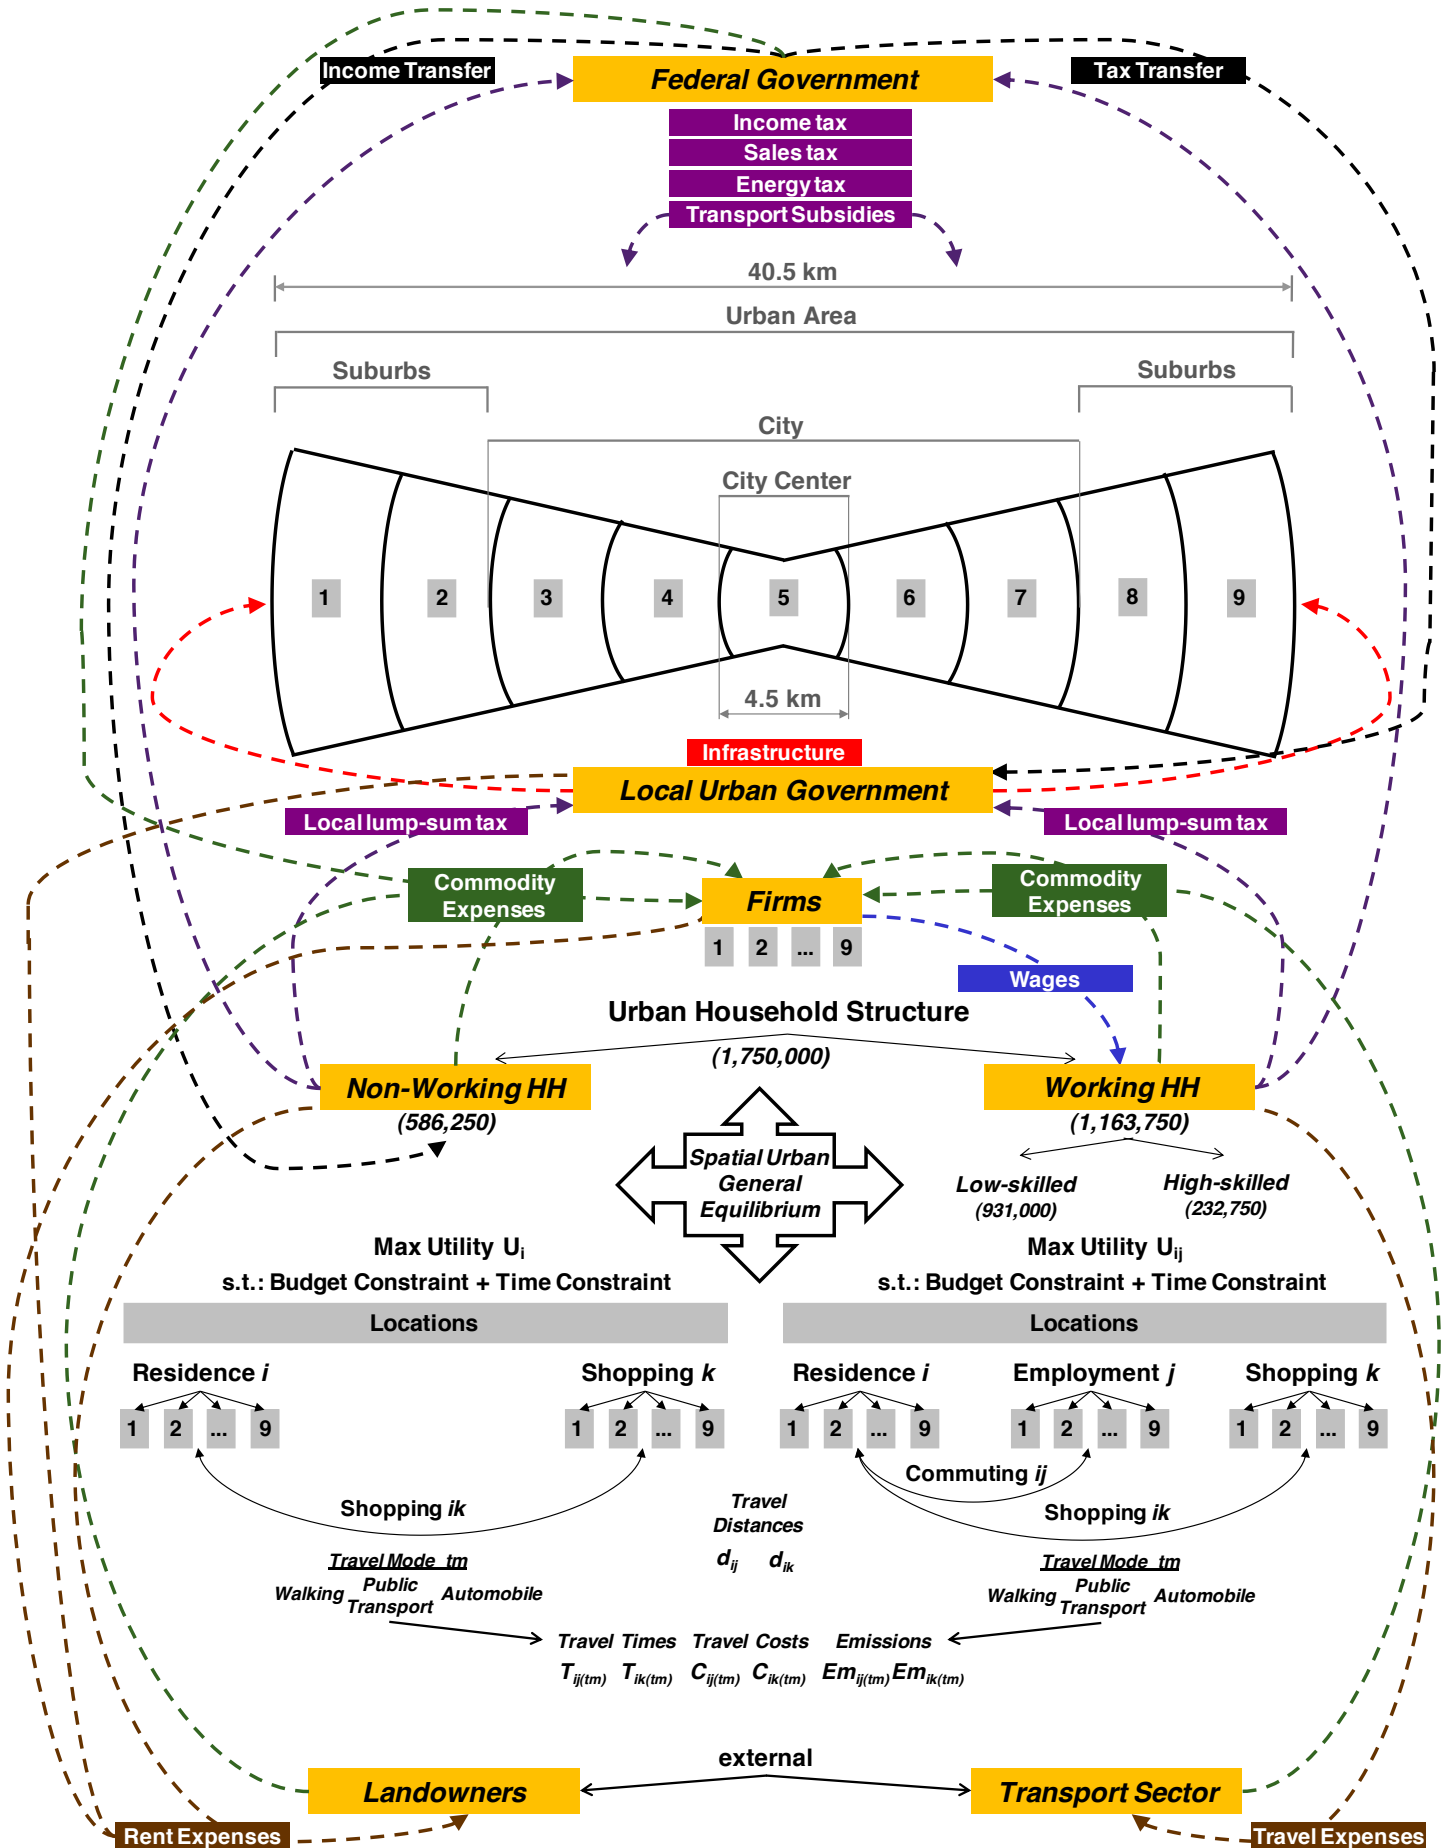 Income Transfer
Federal Government
Tax Transfer
Income tax
Sales tax
Energy tax
Transport Subsidies
40.5 km
Urban Area
Suburbs
Suburbs
City
City Center
1 2 3 4 5 6 7 8 9
4.5 km
Infrastructure
Local Urban Government
Local lump-sum tax
Local lump-sum tax
Commodity
Expenses
Firms
Commodity
Expenses
1 2 ... 9
Wages
Urban Household Structure
(1,750,000)
Non-Working HH
(586,250)
Working HH
(1,163,750)
Spatial Urban
General
Equilibrium
Low-skilled
(931,000)
High-skilled
(232,750)
Max Utility Ui
s.t.: Budget Constraint + Time Constraint
Max Utility Uij
s.t.: Budget Constraint + Time Constraint
Locations
Locations
Residence i
Shopping k
Residence i
Employment j
Shopping k
1 2 ... 9
1 2 ... 9
1 2 ... 9
1 2 ... 9
1 2 ... 9
Commuting ij
Shopping ik
Shopping ik
Travel
Distances
dij dik
Travel Mode tm
Walking Public Transport Automobile
Travel Mode tm
Walking Public Transport Automobile
Travel Times Travel Costs Emissions
Tij(tm) Tik(tm) Cij(tm) Cik(tm) Emij(tm) Emik(tm)
external
Landowners
Transport Sector
Rent Expenses
Travel Expenses